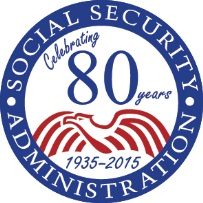 SOCIAL SECURITY
Celebrating
80
years
1935-2015
ADMINISTRATION